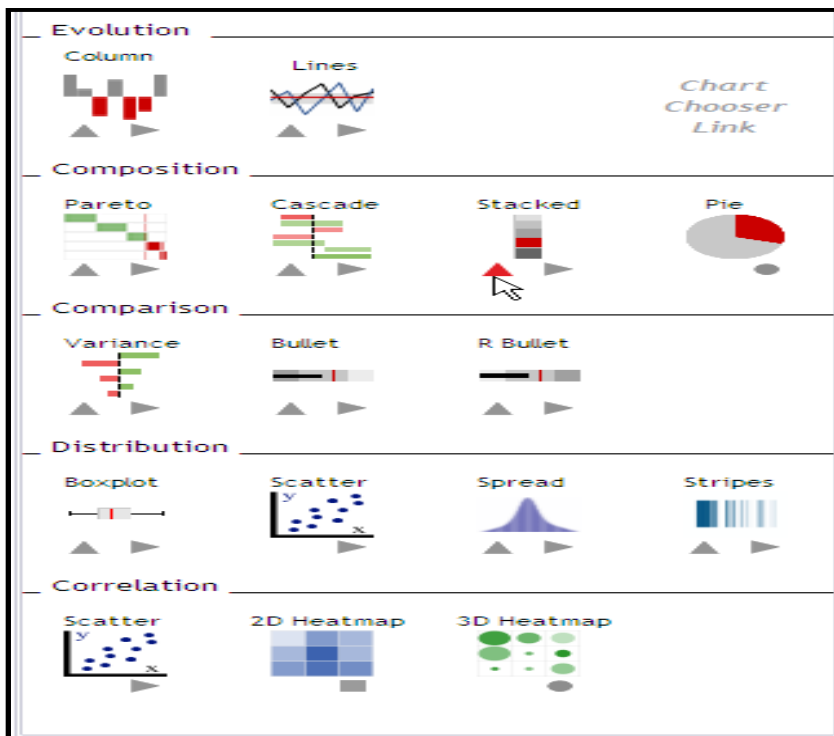 Evolution
Column
Lines
Chart
Chooser
Link
Composition
Pareto
Cascade
Stacked
Pie
Comparison
Variance
Bullet
R Bullet
Distribution
Boxplot
Scatter
y
x
Spread
Stripes
Correlation
Scatter
y
x
2D Heatmap
3D Heatmap